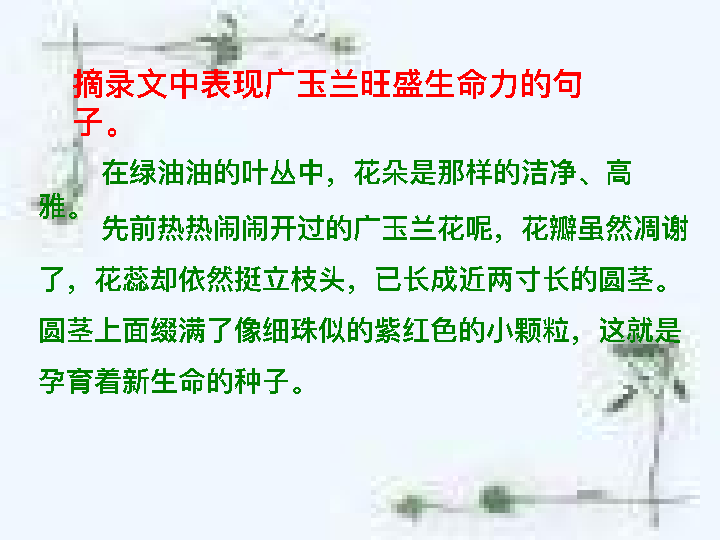 摘录文中表现广玉兰旺盛生命力的句
子。
在绿油油的叶丛中，花朵是那样的洁净、高
雅。
先前热热闹闹开过的广玉兰花呢，花瓣虽然凋谢
了，花蕊却依然挺立枝头，已长成近两寸长的圆茎。
圆茎上面缀满了像细珠似的紫红色的小颗粒，这就是
孕育着新生命的种子。